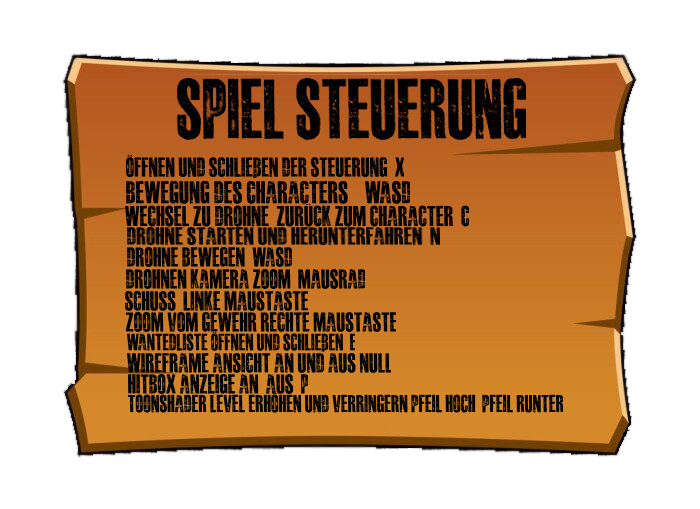 SPIEL STEUERUNG
ÖFFNEN UND SCHLIEßEN DER STEUERUNG X
BEWEGUNG DES CHARACTERS WASD
WECHSEL ZU DROHNE ZURÜCK ZUM CHARACTER C
DROHNE STARTEN UND HERUNTERFAHREN N
DROHNE BEWEGEN WASD
DROHNEN KAMERA ZOOM MAUSRAD
SCHUSS LINKE MAUSTASTE
ZOOM VOM GEWEHR RECHTE MAUSTASTE
WANTEDLISTE ÖFFNEN UND SCHLIEßEN E
WIREFRAME ANSICHT AN UND AUS NULL
HITBOX ANZEIGE AN AUS P
TOONSHADER LEVEL ERHÖHEN UND VERRINGERN PFEIL HOCH PFEIL RUNTER